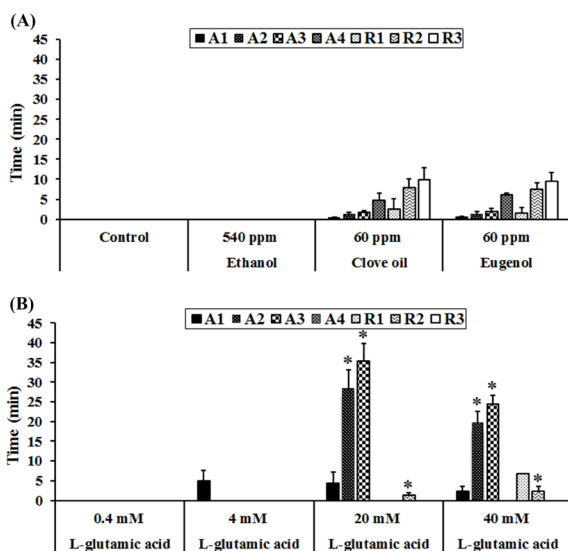 (A)
A1 A2 A3 A4 R1 R2 R3
Time (min)
45
40
35
30
25
20
15
10
5
0
Control 540 ppm 60 ppm 60 ppm
Ethanol Clove oil Eugenol
(B)
A1 A2 A3 A4 R1 R2 R3
Time (min)
45
40
35
30
25
20
15
10
5
0
* * * * * *
0.4 mM 4 mM 20 mM 40 mM
L-glutamic acid L-glutamic acid L-glutamic acid L-glutamic acid